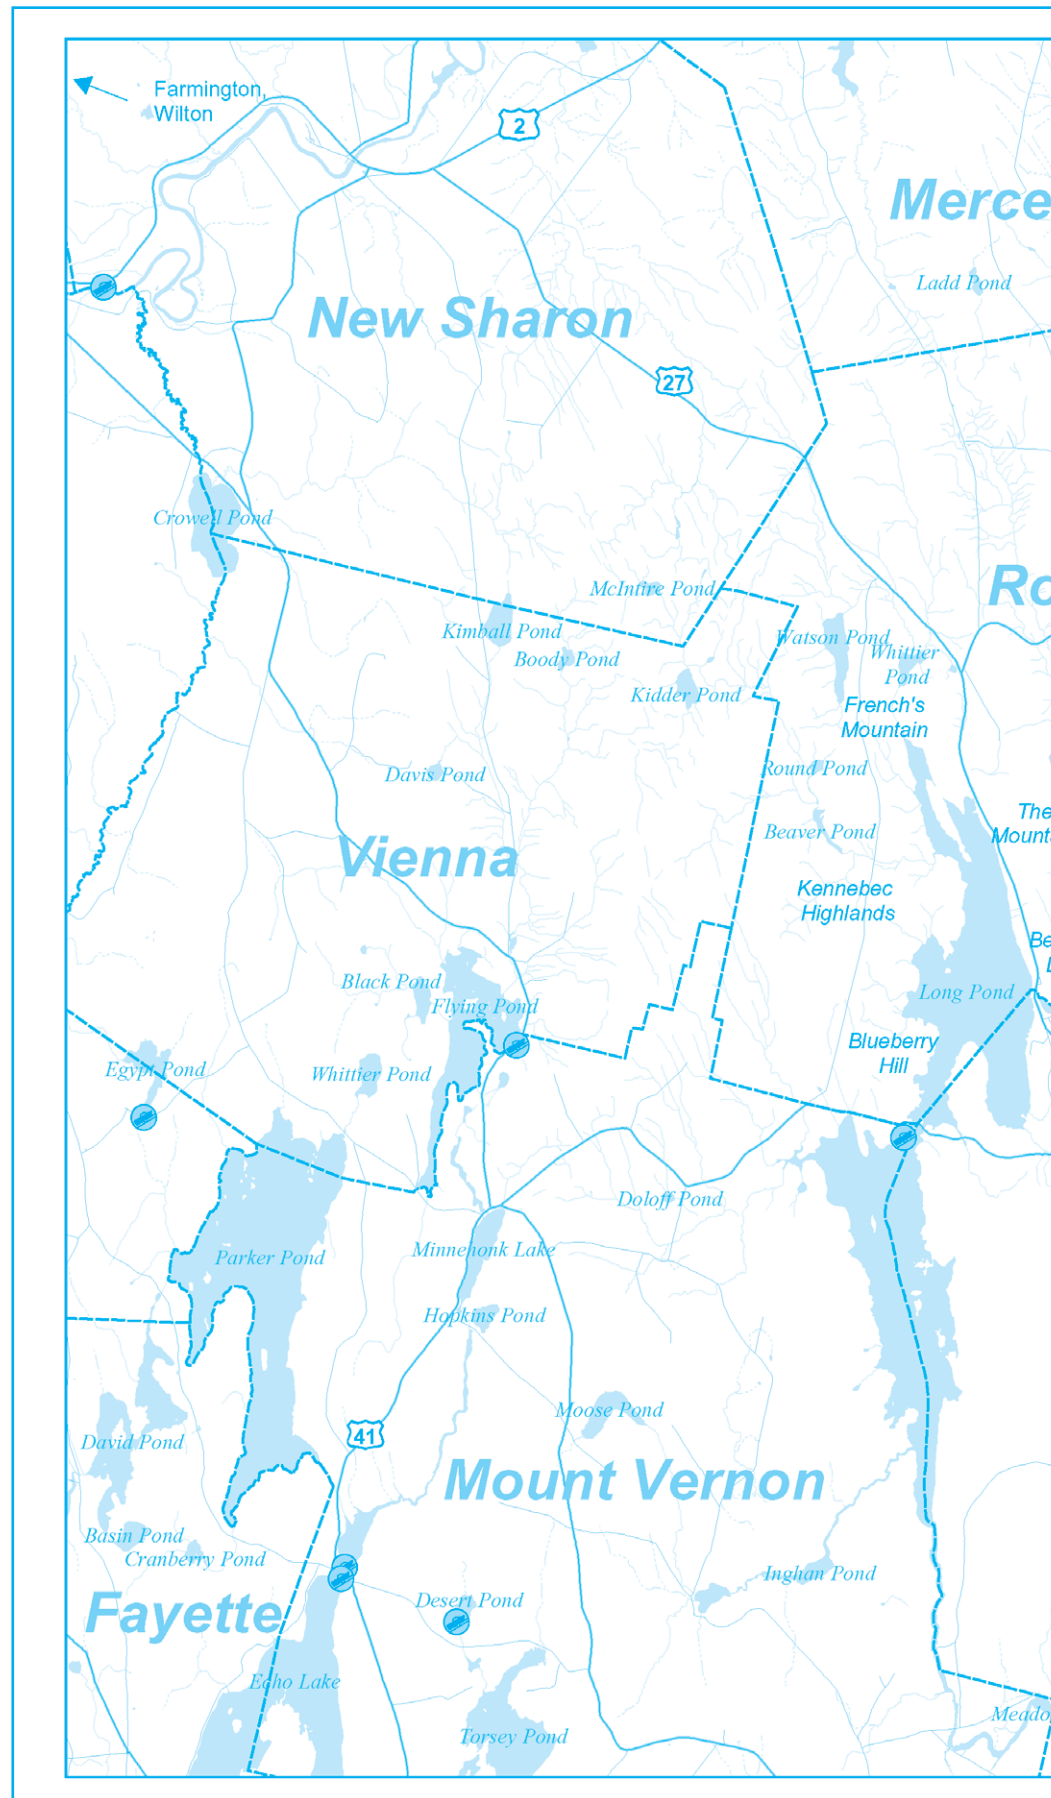 Farmington,
Wilton
2
Merce
Ladd Pond
New Sharon
27
Crowell Pond
McIntire Pond
Ro
Kimball Pond
Watson Pond
Boody Pond
Whittier
Pond
Kidder Pond
French's
Mountain
Davis Pond
Round Pond
The
Mount
Beaver Pond
Vienna
Kennebec
Highlands
Be
L
Black Pond
Flying Pond
Long Pond
Blueberry
Hill
Egypt Pond
Whittier Pond
Doloff Pond
Minnehonk Lake
Parker Pond
Hopkins Pond
Moose Pond
41
David Pond
Mount Vernon
Basin Pond
Cranberry Pond
Inghan Pond
Desert Pond
Fayette
Echo Lake
Meado
Torsey Pond